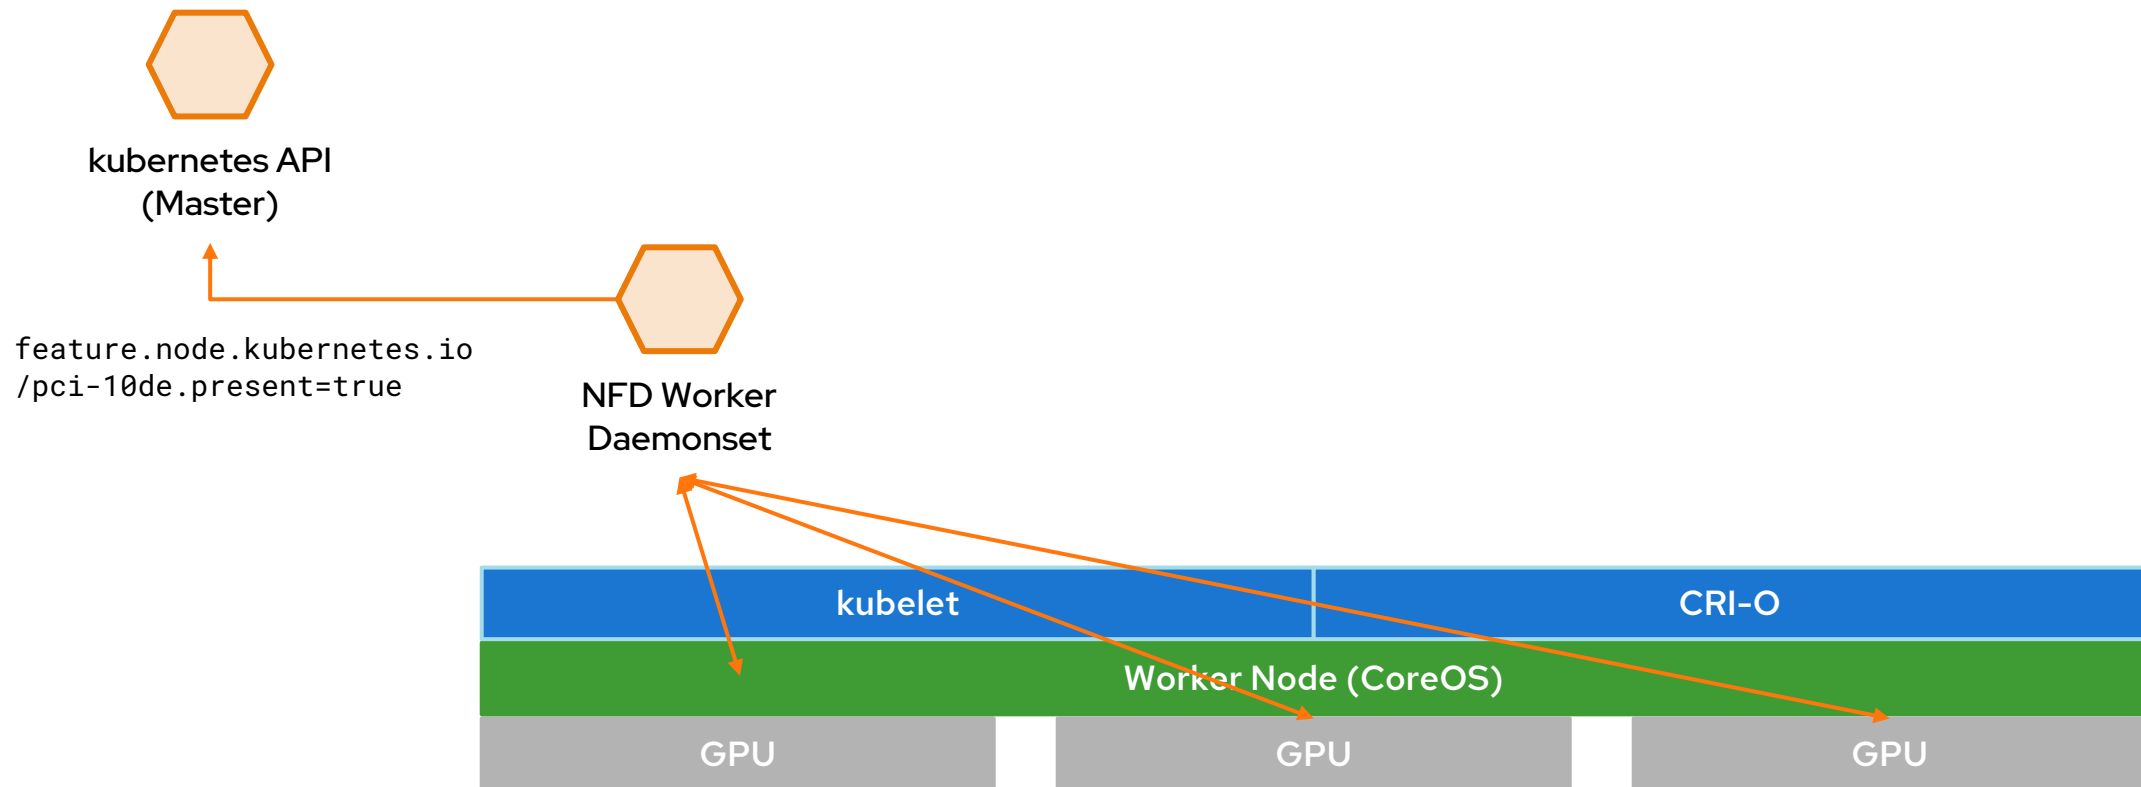 kubernetes API
(Master)
feature.node.kubernetes.io
/pci-10de.present=true
NFD Worker
Daemonset
kubelet
CRI-O
Worker Node (CoreOS)
GPU
GPU
GPU